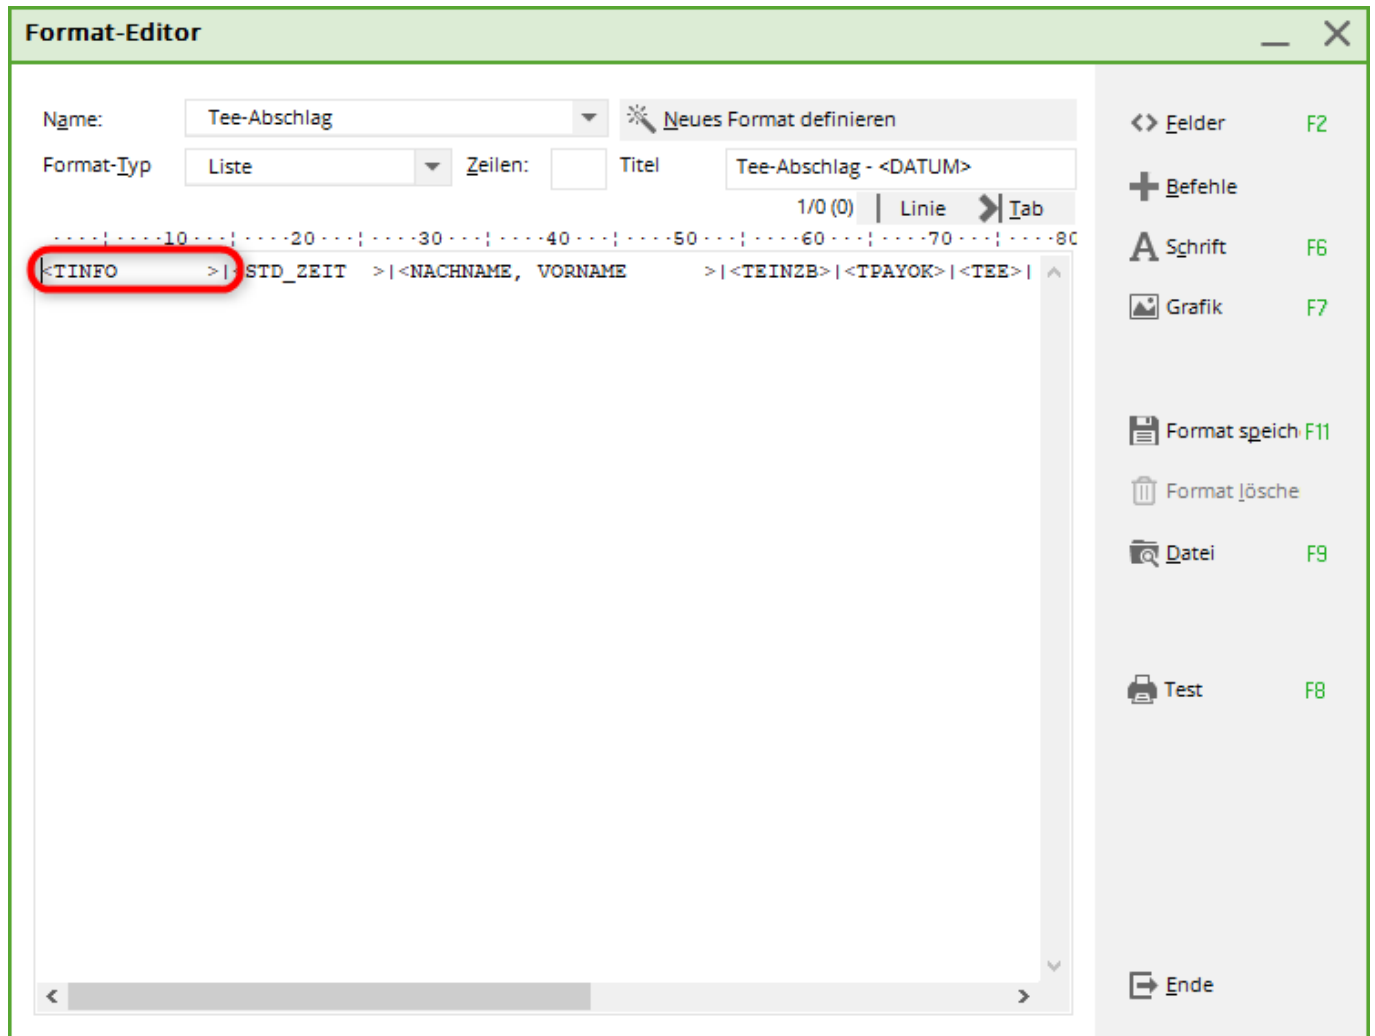 Format-Editor
Name: Tee-Abschlag Neues Format definieren
Format-Typ Liste Zeilen: Titel Tee-Abschlag - <DATUM>
1/0 (0) Linie Tab
····¦····10···¦····20···¦····30···¦····40···¦····50···¦····60···¦····70···¦····80
<TINFO       >|<STD_ZEIT  >|<NACHNAME, VORNAME      >|<TEINZB>|<TPAYOK>|<TEE>|
Felder F2
Befehle
Schrift F6
Grafik F7
Format speich F11
Format lösche
Datei F9
Test F8
Ende